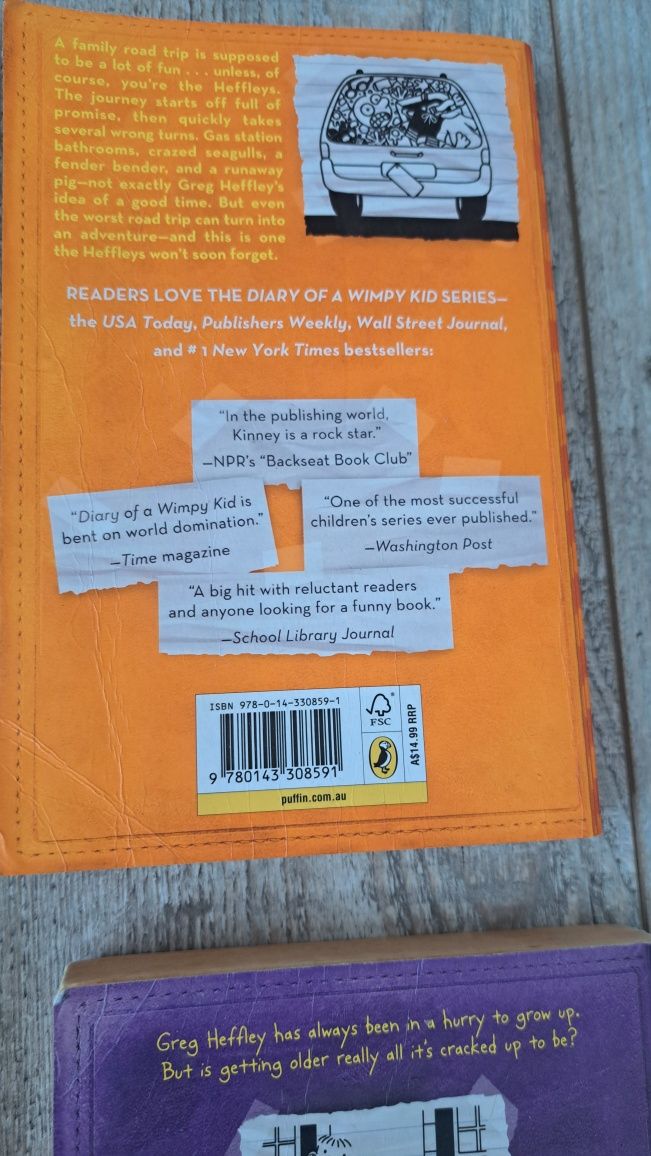 A family road trip is supposed
to be a lot of fun . . . unless, of
course, you're the Heffleys.
The journey starts off full of
promise, then quickly takes
several wrong turns. Gas station
bathrooms, crazed seagulls, a
fender bender, and a runaway
pig—not exactly Greg Heffley's
idea of a good time. But even
the worst road trip can turn into
an adventure—and this is one
the Heffleys won't soon forget.
READERS LOVE THE DIARY OF A WIMPY KID SERIES—
the USA Today, Publishers Weekly, Wall Street Journal,
and # 1 New York Times bestsellers:
"In the publishing world,
Kinney is a rock star."
—NPR's "Backseat Book Club"
"Diary of a Wimpy Kid is
bent on world domination."
—Time magazine
"One of the most successful
children's series ever published."
—Washington Post
"A big hit with reluctant readers
and anyone looking for a funny book."
—School Library Journal
ISBN 978-0-14-330859-1
9 780143 308591
FSC
A$14.99 RRP
puffin.com.au
Greg Heffley has always been in a hurry to grow up.
But is getting older really all it's cracked up to be?